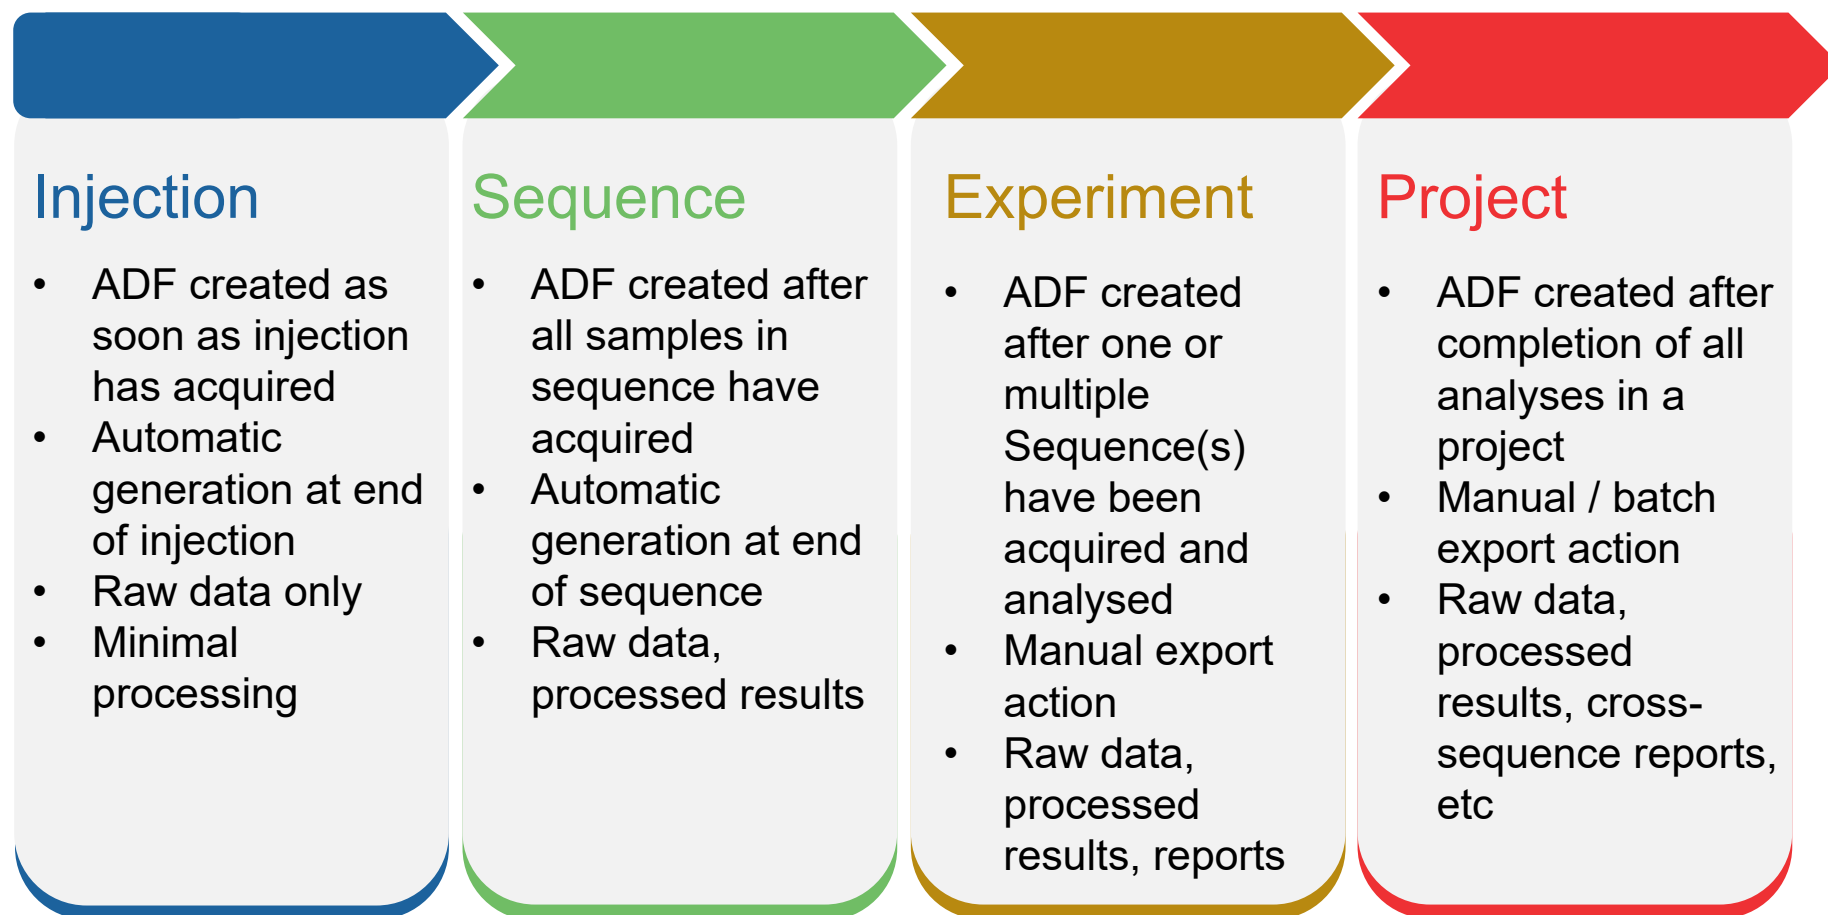 Injection
• ADF created as
soon as injection
has acquired
• Automatic
generation at end
of injection
• Raw data only
• Minimal
processing
Sequence
• ADF created after
all samples in
sequence have
acquired
• Automatic
generation at end
of sequence
• Raw data,
processed results
Experiment
• ADF created
after one or
multiple
Sequence(s)
have been
acquired and
analysed
• Manual export
action
• Raw data,
processed
results, reports
Project
• ADF created after
completion of all
analyses in a
project
• Manual / batch
export action
• Raw data,
processed
results, cross-
sequence reports,
etc